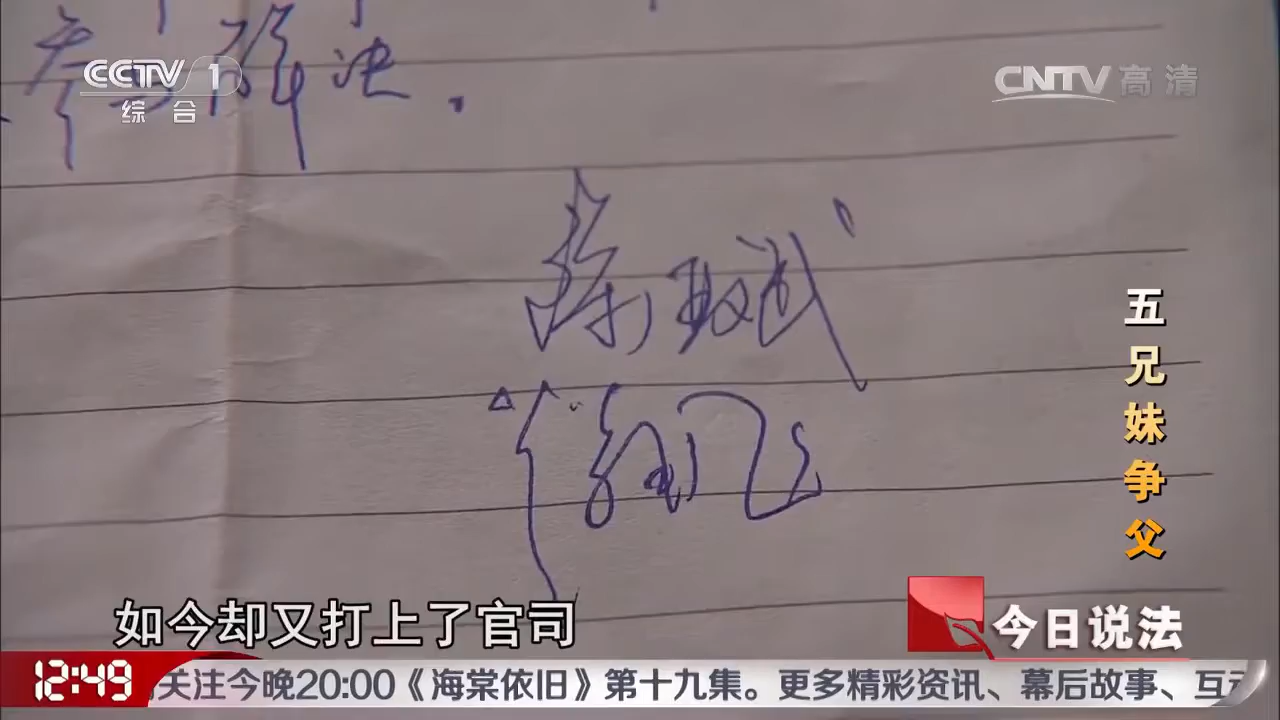 CCTV 1
综合
CNTV 高清
解决.
五兄妹争父
如今却又打上了官司
今日说法
12:49
关注今晚20:00《海棠依旧》第十九集。更多精彩资讯、幕后故事、互